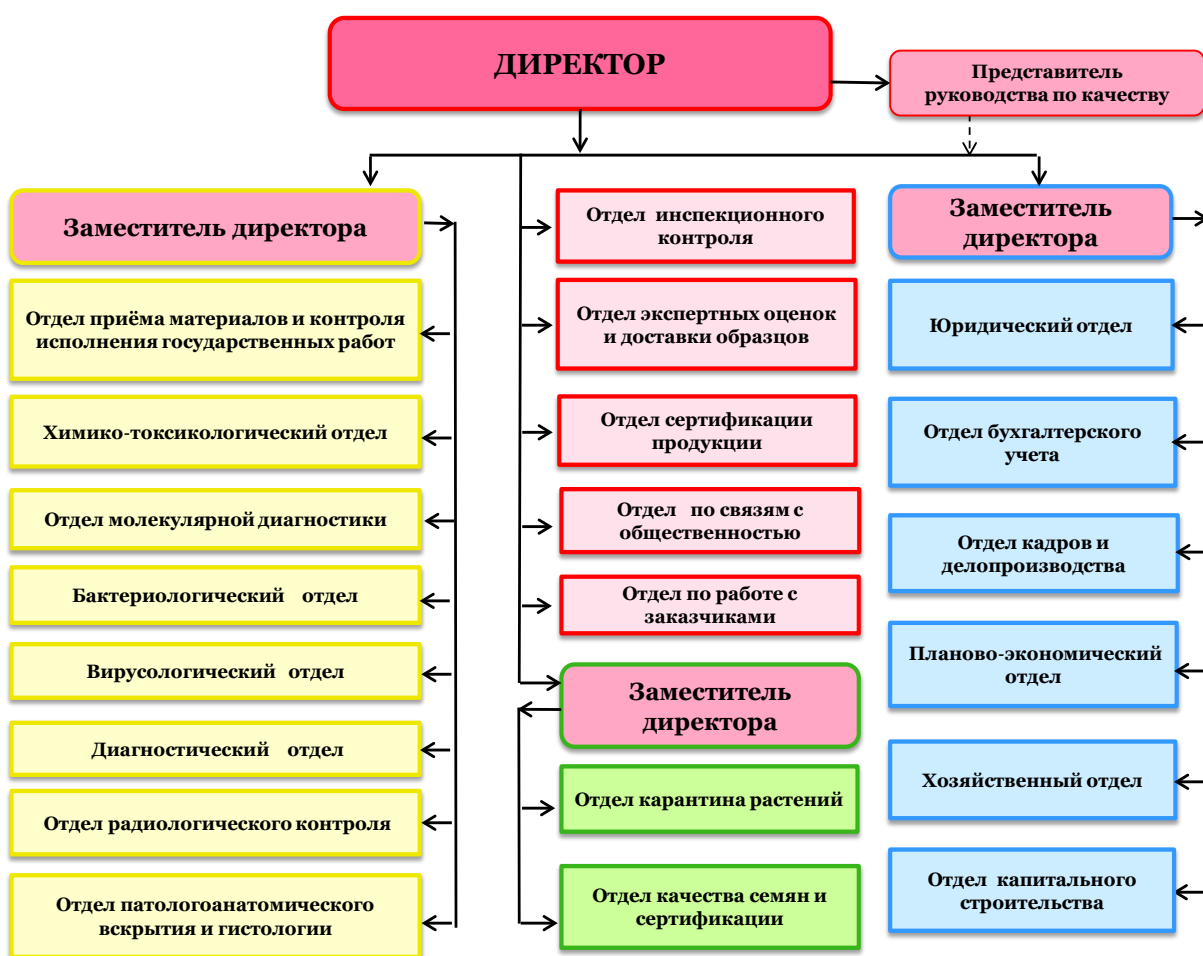 ДИРЕКТОР
Представитель
руководства по качеству
Заместитель директора
Отдел приёма материалов и контроля
исполнения государственных работ
Химико-токсикологический отдел
Отдел молекулярной диагностики
Бактериологический отдел
Вирусологический отдел
Диагностический отдел
Отдел радиологического контроля
Отдел патологоанатомического
вскрытия и гистологии
Отдел инспекционного
контроля
Отдел экспертных оценок
и доставки образцов
Отдел сертификации
продукции
Отдел по связям с
общественностью
Отдел по работе с
заказчиками
Заместитель
директора
Отдел карантина растений
Отдел качества семян и
сертификации
Заместитель
директора
Юридический отдел
Отдел бухгалтерского
учета
Отдел кадров и
делопроизводства
Планово-экономический
отдел
Хозяйственный отдел
Отдел капитального
строительства